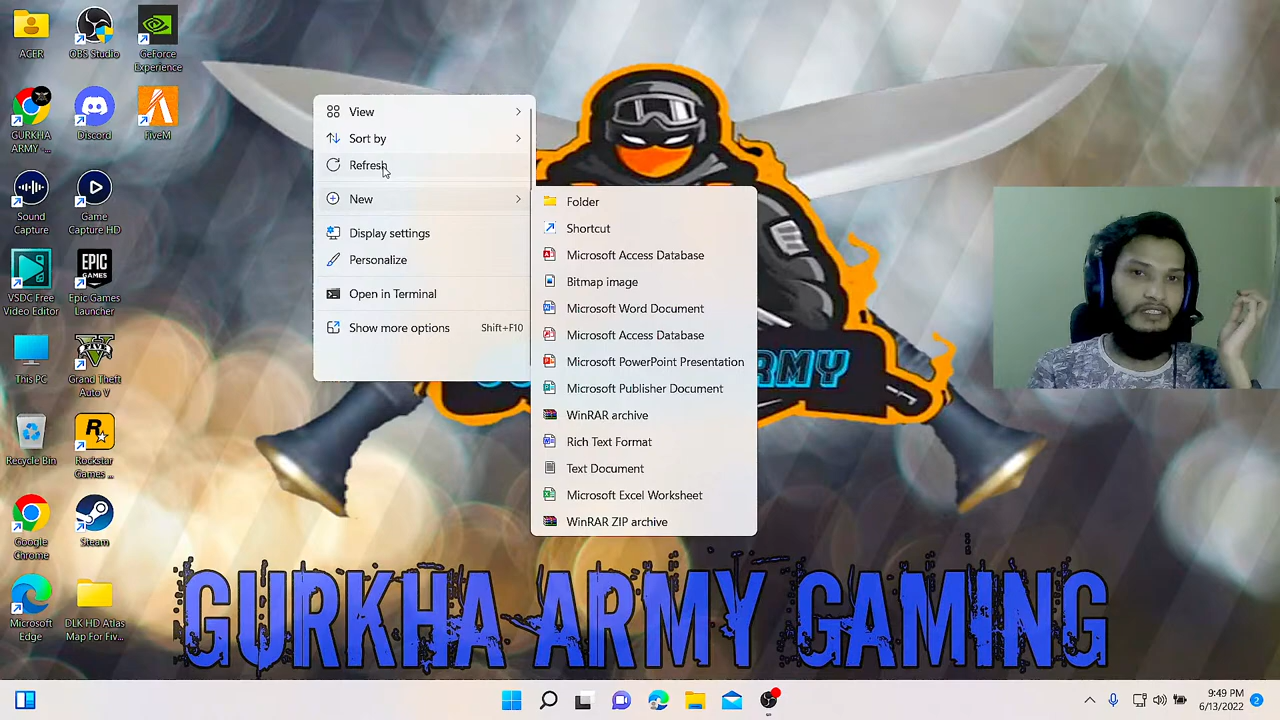 ACER
OBS Studio
GeForce
Experience
GURKHA
ARMY -...
Discord
FiveM
Sound
Capture
Game
Capture HD
VSDC Free
Video Editor
EPIC
GAMES
Epic Games
Launcher
This PC
Grand Theft
Auto V
Recycle Bin
Rockstar
Games ...
Google
Chrome
Steam
Microsoft
Edge
DLK HD Atlas
Map For Fiv...
View
Sort by
Refresh
New
Display settings
Personalize
Open in Terminal
Show more options Shift+F10
Folder
Shortcut
Microsoft Access Database
Bitmap image
Microsoft Word Document
Microsoft Access Database
Microsoft PowerPoint Presentation
Microsoft Publisher Document
WinRAR archive
Rich Text Format
Text Document
Microsoft Excel Worksheet
WinRAR ZIP archive
GURKHA ARMY GAMING
9:49 PM
6/13/2022
2